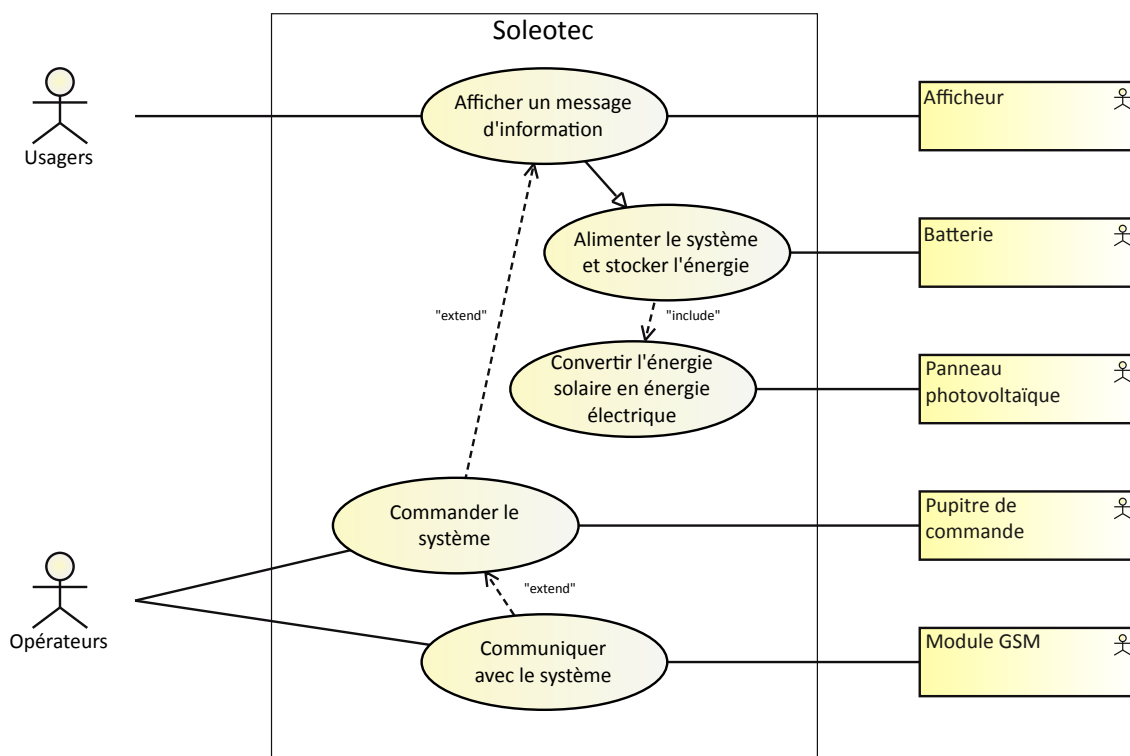 Soleotec
Afficher un message
d'information
Afficheur
Usagers
Alimenter le système
et stocker l'énergie
Batterie
"extend"
"include"
Convertir l'énergie
solaire en énergie
électrique
Panneau
photovoltaïque
Commander le
système
Pupitre de
commande
"extend"
Opérateurs
Communiquer
avec le système
Module GSM